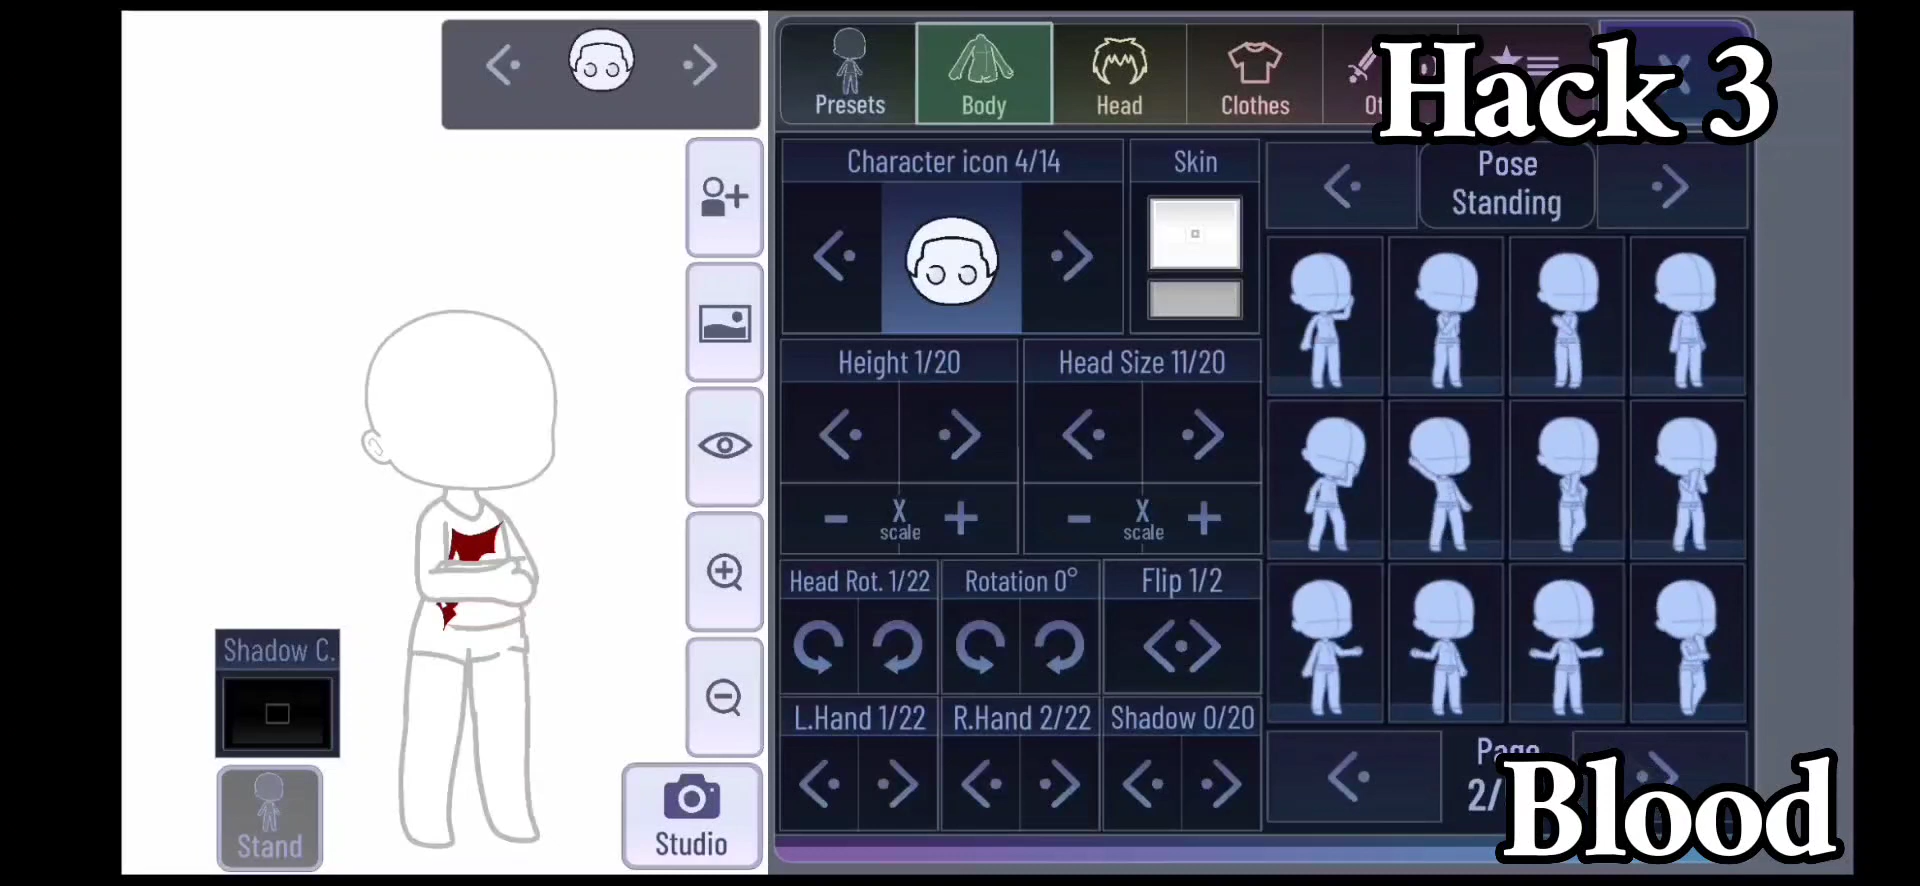 Presets
Body
Head
Clothes
Hack 3
Character icon 4/14
Skin
Pose
Standing
Height 1/20
Head Size 11/20
X
scale
X
scale
Head Rot. 1/22
Rotation 0°
Flip 1/2
Shadow C.
L.Hand 1/22
R.Hand 2/22
Shadow 0/20
Stand
Studio
Page
2/
Blood